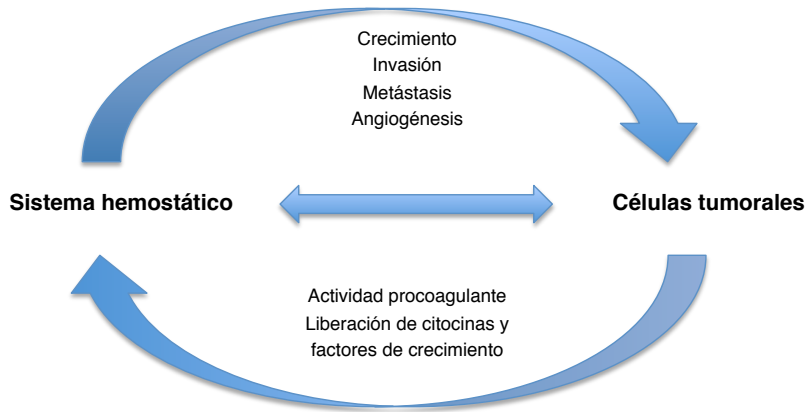 Crecimiento
Invasión
Metástasis
Angiogénesis
Sistema hemostático
Células tumorales
Actividad procoagulante
Liberación de citocinas y
factores de crecimiento